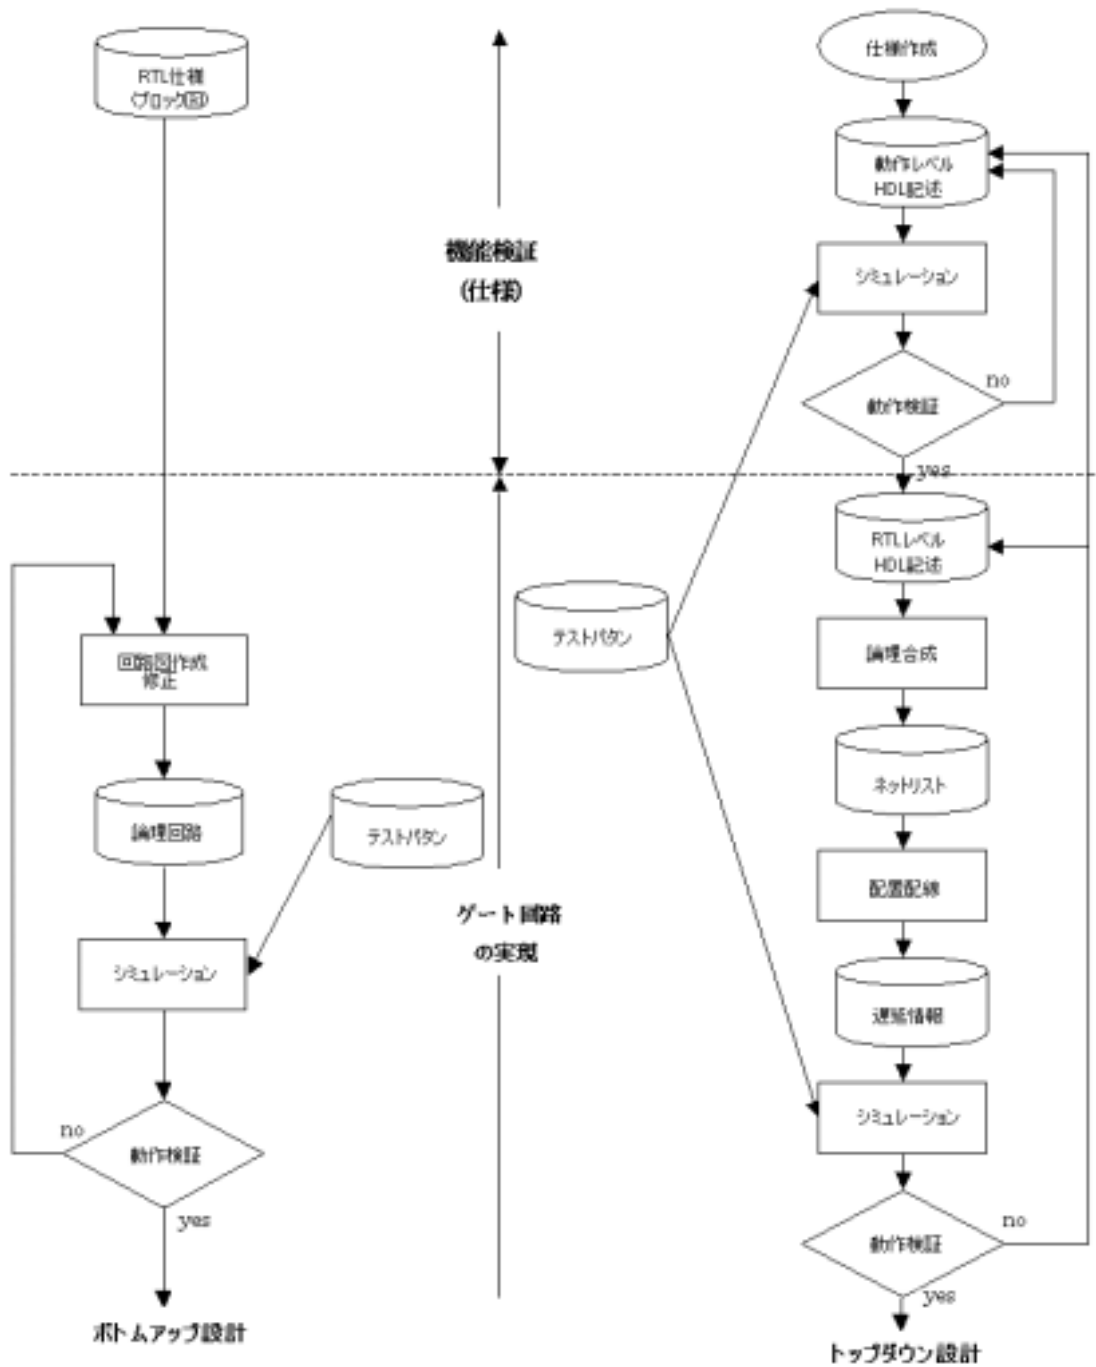 RTL仕様
(ブロック図)
回路図作成
修正
論理回路
テストパタン
シミュレーション
動作検証
no
yes
ボトムアップ設計
機能検証
(仕様)
ゲート回路
の実現
テストパタン
仕様作成
動作レベル
HDL記述
シミュレーション
動作検証
no
yes
RTLレベル
HDL記述
論理合成
ネットリスト
配置配線
遅延情報
シミュレーション
動作検証
no
yes
トップダウン設計